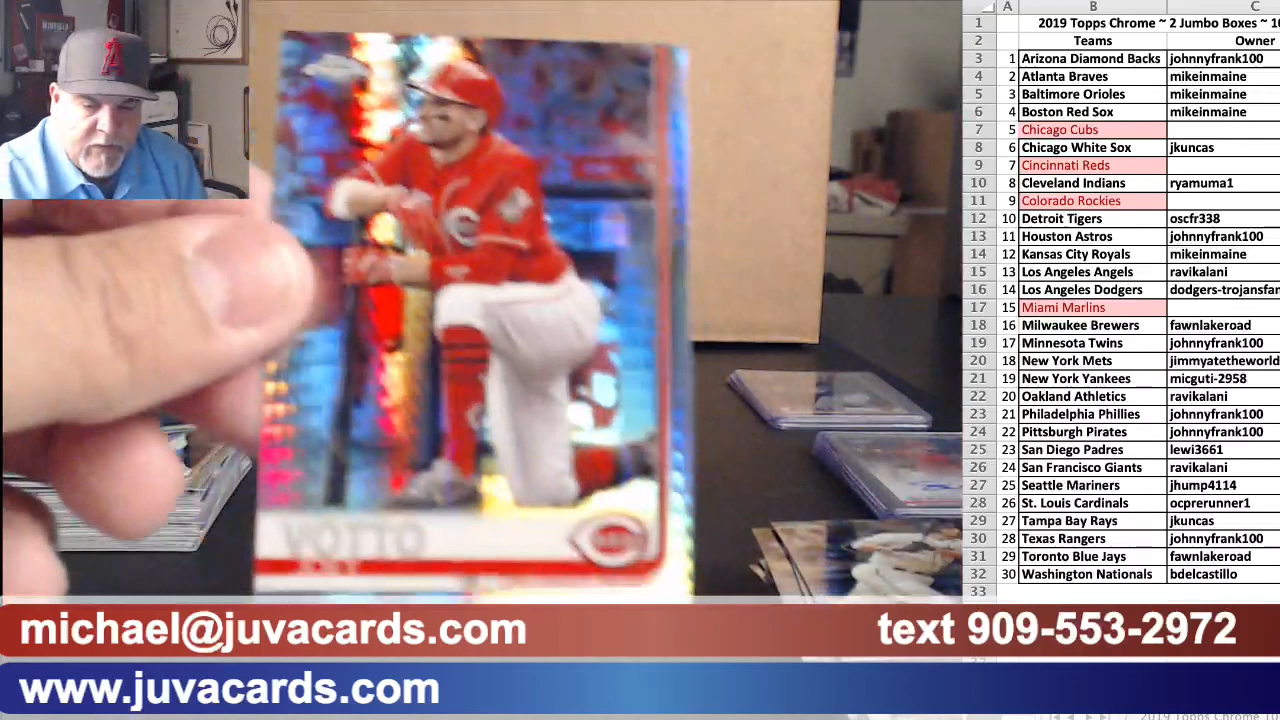 A B C
1 2019 Topps Chrome ~ 2 Jumbo Boxes ~ 1
2 Teams Owner
3 1 Arizona Diamond Backs johnnyfrank100
4 2 Atlanta Braves mikeinmaine
5 3 Baltimore Orioles mikeinmaine
6 4 Boston Red Sox mikeinmaine
7 5 Chicago Cubs
8 6 Chicago White Sox jkuncas
9 7 Cincinnati Reds
10 8 Cleveland Indians ryamuma1
11 9 Colorado Rockies
12 10 Detroit Tigers oscfr338
13 11 Houston Astros johnnyfrank100
14 12 Kansas City Royals mikeinmaine
15 13 Los Angeles Angels ravikalani
16 14 Los Angeles Dodgers dodgers-trojansfan
17 15 Miami Marlins
18 16 Milwaukee Brewers fawnlakeroad
19 17 Minnesota Twins johnnyfrank100
20 18 New York Mets jimmyatetheworld
21 19 New York Yankees micguti-2958
22 20 Oakland Athletics ravikalani
23 21 Philadelphia Phillies johnnyfrank100
24 22 Pittsburgh Pirates johnnyfrank100
25 23 San Diego Padres lewi3661
26 24 San Francisco Giants ravikalani
27 25 Seattle Mariners jhump4114
28 26 St. Louis Cardinals ocprerunner1
29 27 Tampa Bay Rays jkuncas
30 28 Texas Rangers johnnyfrank100
31 29 Toronto Blue Jays fawnlakeroad
32 30 Washington Nationals bdelcastillo
33
michael@juvacards.com text 909-553-2972
www.juvacards.com